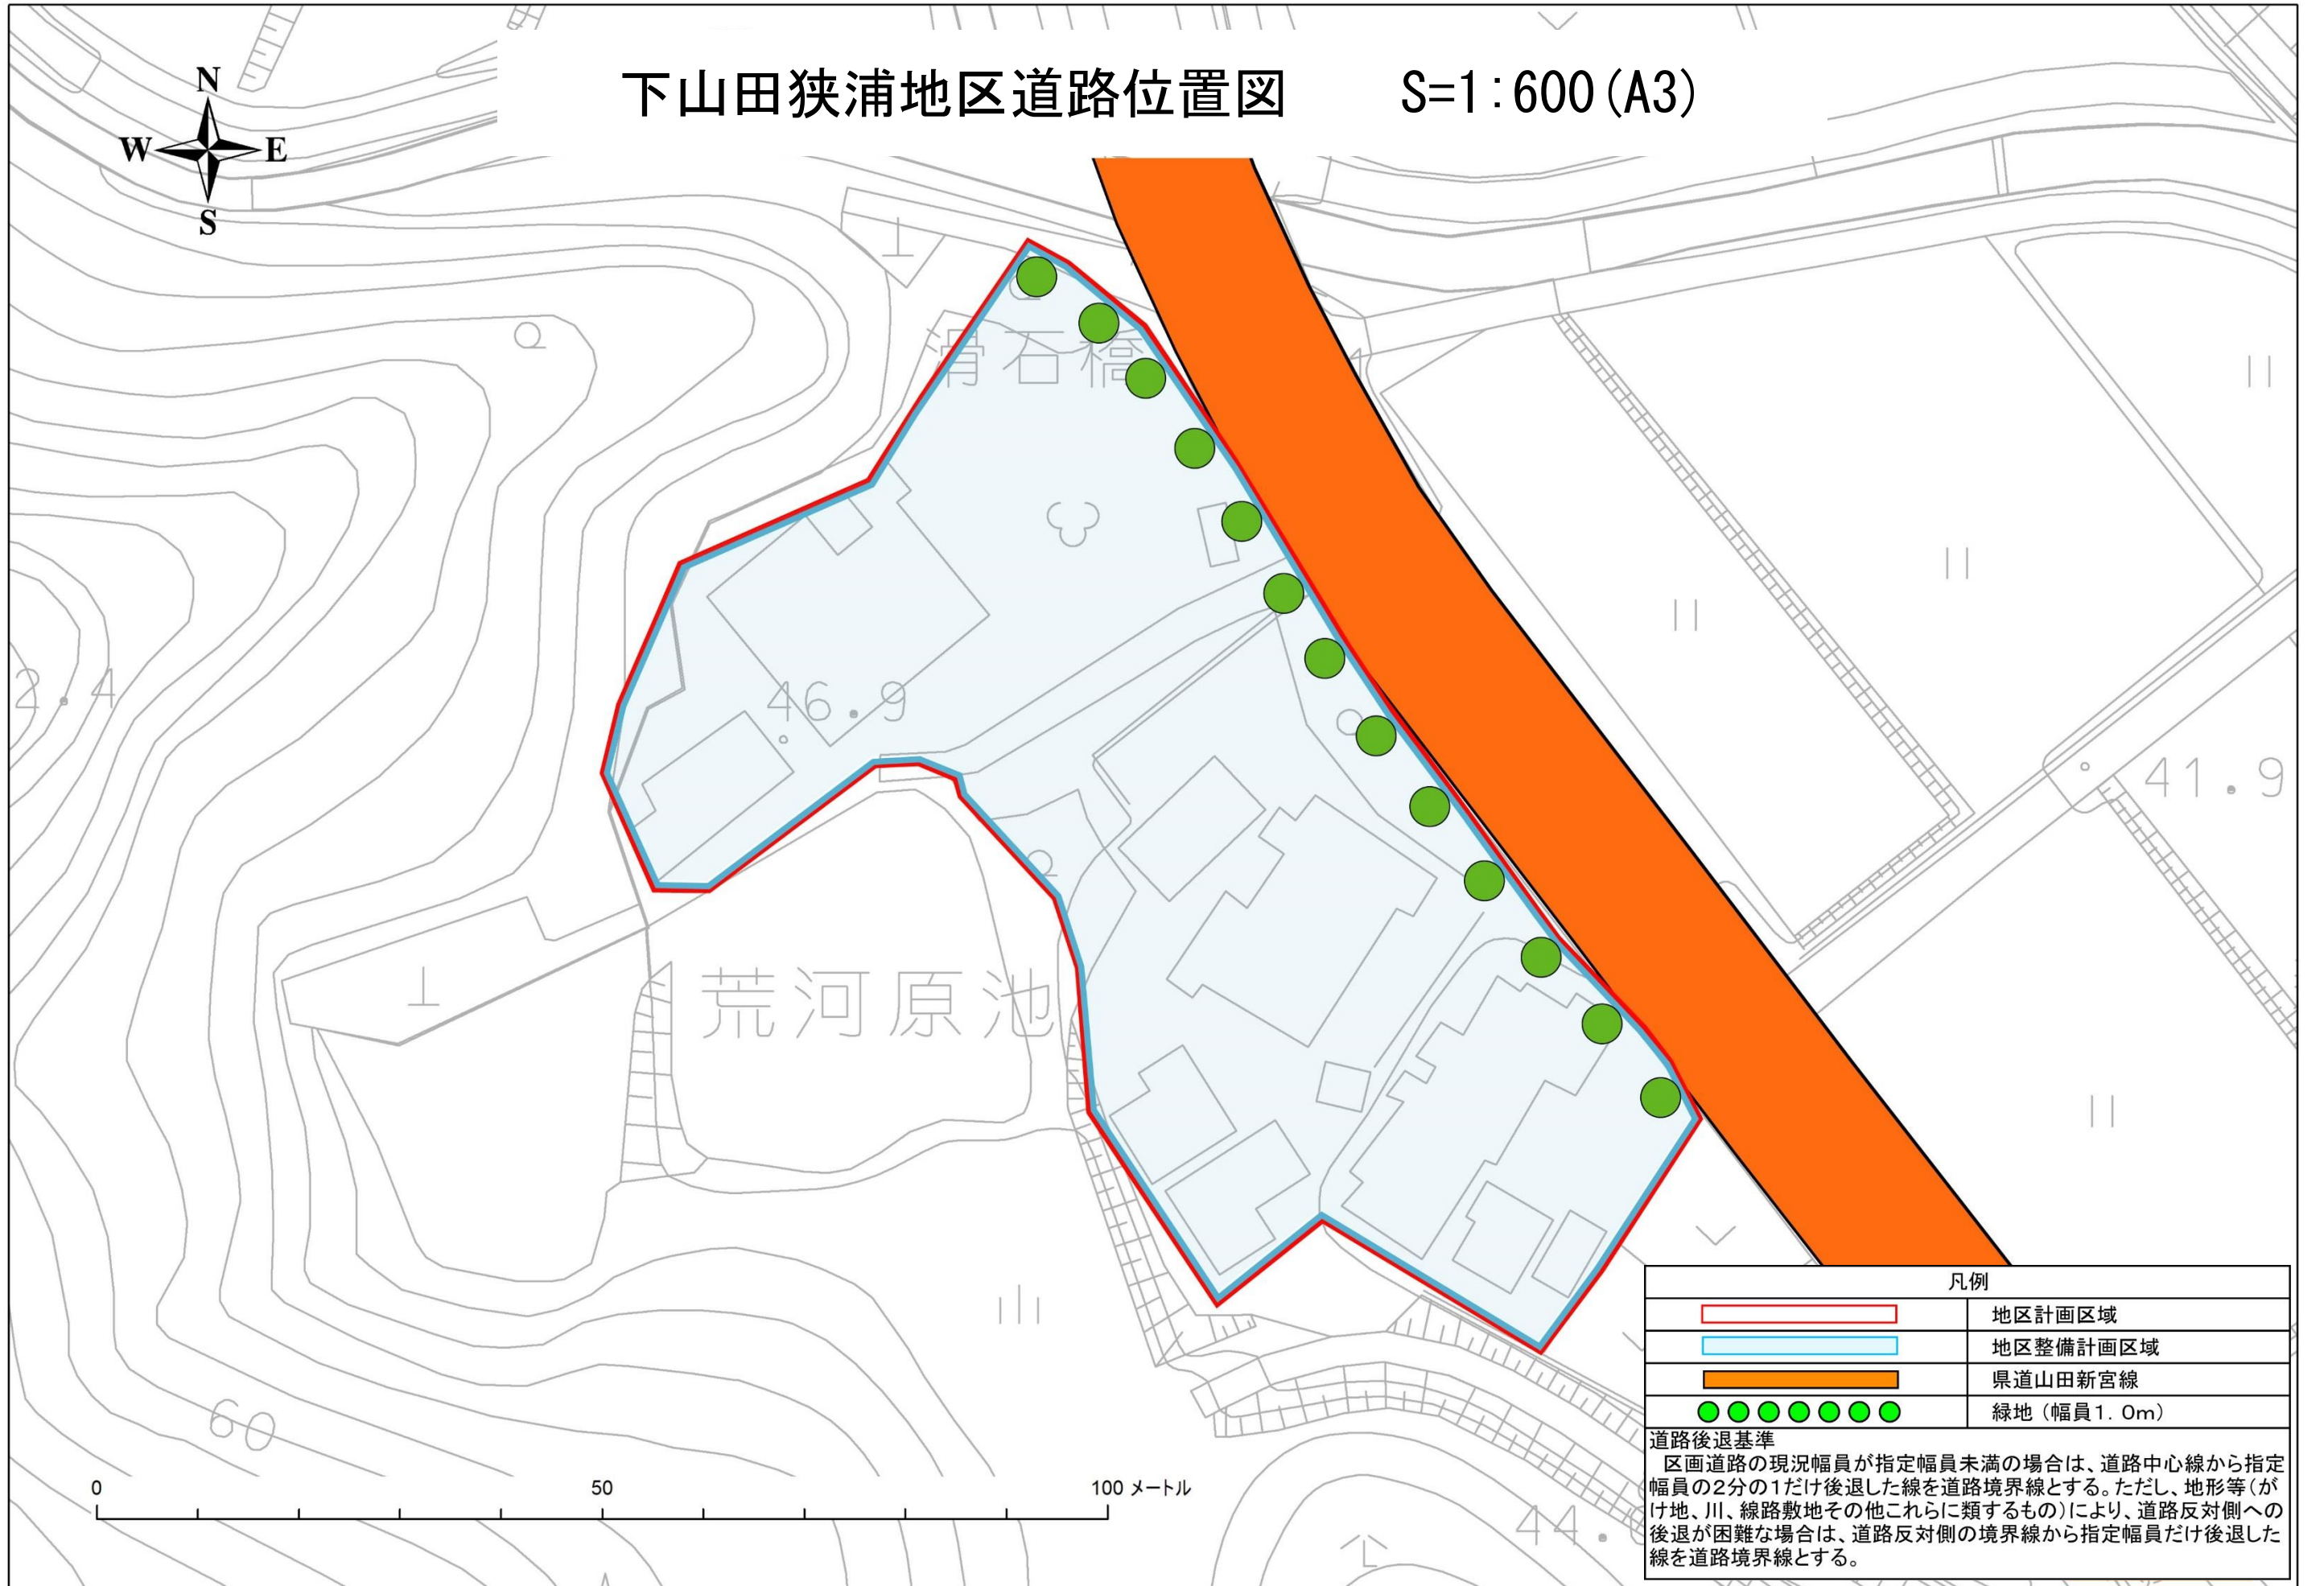 下山田狭浦地区道路位置図 S=1:600(A3)
N
W E
S
滑石橋
46.9
2.4
41.9
荒河原池
60
44.
0 50 100 メートル
凡例
地区計画区域
地区整備計画区域
県道山田新宮線
緑地(幅員1.0m)
道路後退基準
区画道路の現況幅員が指定幅員未満の場合は、道路中心線から指定
幅員の2分の1だけ後退した線を道路境界線とする。ただし、地形等(が
け地、川、線路敷地その他これらに類するもの)により、道路反対側への
後退が困難な場合は、道路反対側の境界線から指定幅員だけ後退した
線を道路境界線とする。